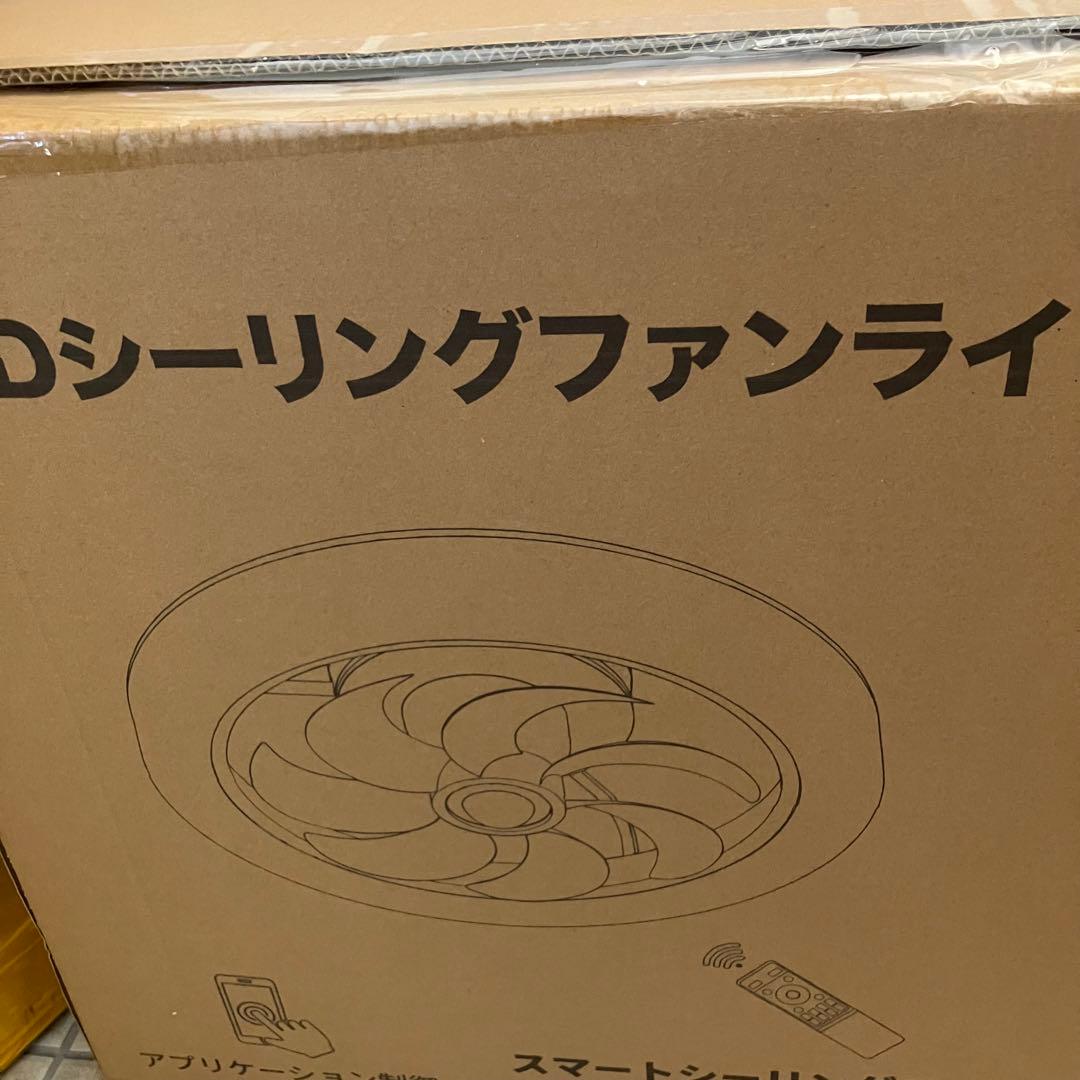 Dシーリングファンライ
アプリケーション制御
スマートシーリング